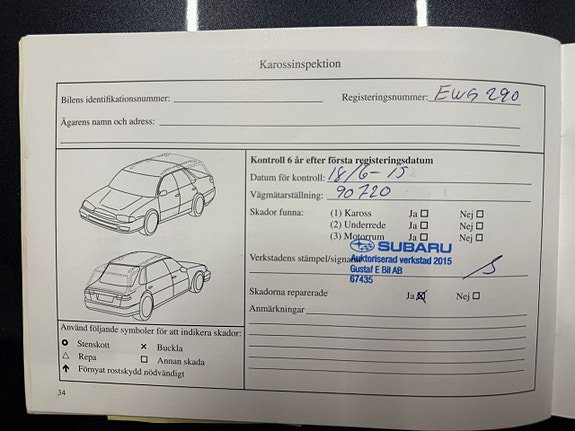 Karossinspektion
Bilens identifikationsnummer:
Registeringsnummer: EWG 290
Ägarens namn och adress:
Kontroll 6 år efter första registeringsdatum
Datum för kontroll: 18/6-15
Vägmätarställning: 90720
Skador funna: (1) Kaross Ja ☐ Nej ☐
(2) Underrede Ja ☐ Nej ☐
(3) Motorrum Ja ☐ Nej ☐
SUBARU
Verkstadens stämpel/signatur
Auktoriserad verkstad 2015
Gustaf E Bil AB
67435
Skadorna reparerade Ja ☒ Nej ☐
Anmärkningar
Använd följande symboler för att indikera skador:
Stenskott × Buckla
△ Repa ☐ Annan skada
↑ Förnyat rostskydd nödvändigt
34